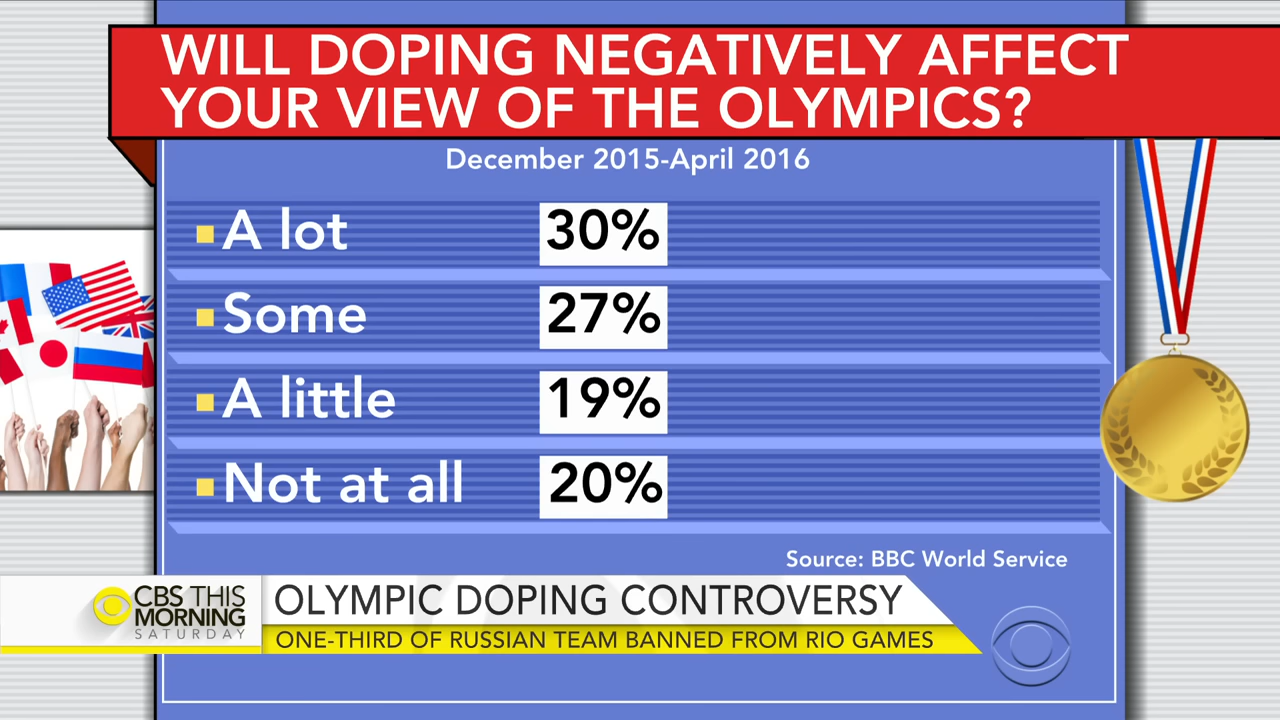 WILL DOPING NEGATIVELY AFFECT
YOUR VIEW OF THE OLYMPICS?
December 2015-April 2016
A lot 30%
Some 27%
A little 19%
Not at all 20%
Source: BBC World Service
CBS THIS
MORNING
SATURDAY
OLYMPIC DOPING CONTROVERSY
ONE-THIRD OF RUSSIAN TEAM BANNED FROM RIO GAMES